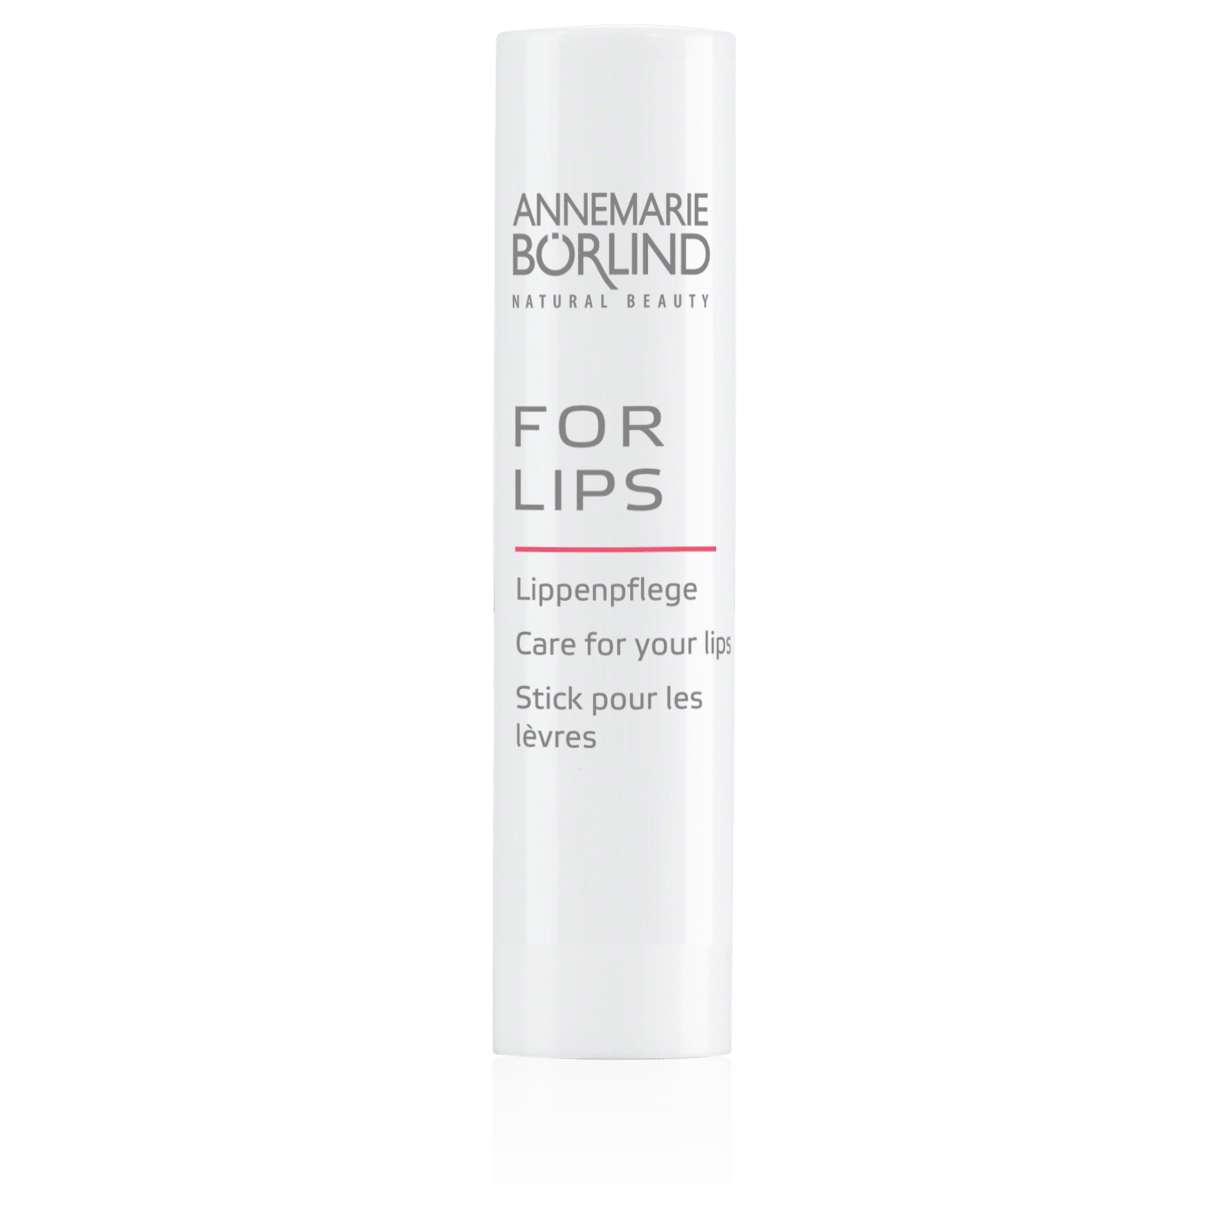 ANNEMARIE
BÖRLIND
NATURAL BEAUTY
FOR
LIPS
Lippenpflege
Care for your lips
Stick pour les
lèvres